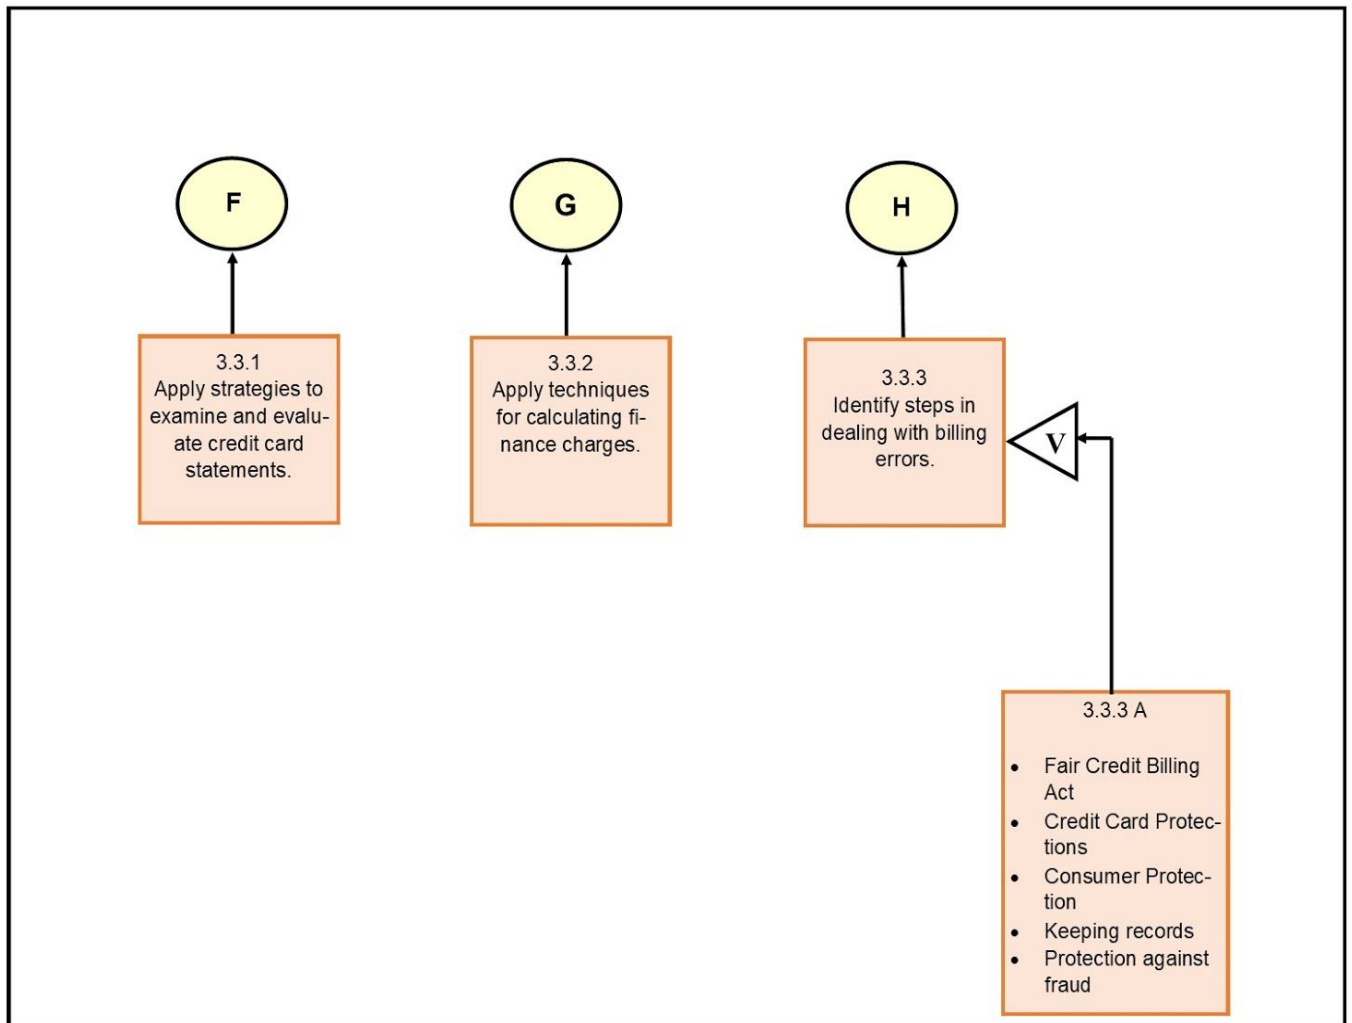 F
G
H
3.3.1
Apply strategies to
examine and evalu-
ate credit card
statements.
3.3.2
Apply techniques
for calculating fi-
nance charges.
3.3.3
Identify steps in
dealing with billing
errors.
V
3.3.3 A
• Fair Credit Billing
Act
• Credit Card Protec-
tions
• Consumer Protec-
tion
• Keeping records
• Protection against
fraud